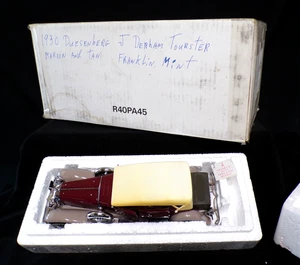 1930 Duesenberg J Derham Tourster
Maroon and Tan Franklin Mint
R40PA45